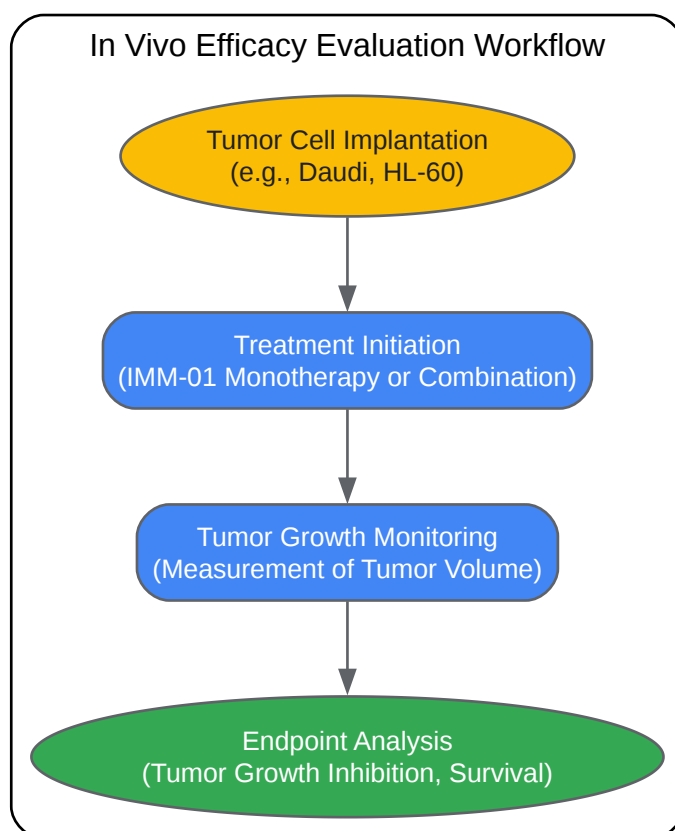 In Vivo Efficacy Evaluation Workflow
Tumor Cell Implantation
(e.g., Daudi, HL-60)
Treatment Initiation
(IMM-01 Monotherapy or Combination)
Tumor Growth Monitoring
(Measurement of Tumor Volume)
Endpoint Analysis
(Tumor Growth Inhibition, Survival)